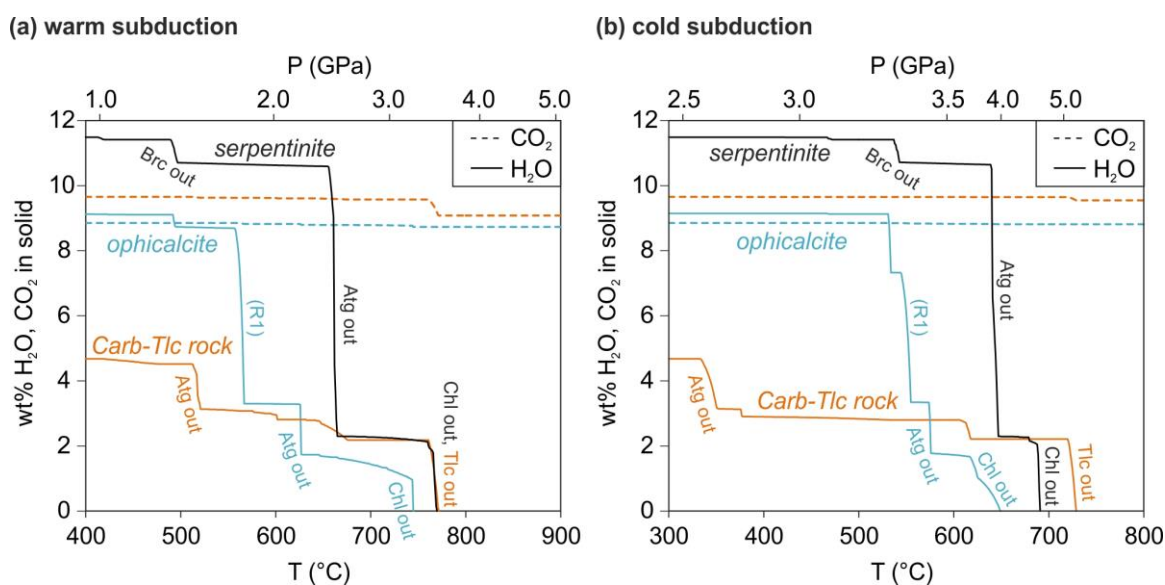 (a) warm subduction
P (GPa)
1.0 2.0 3.0 4.0 5.0
12
10
8
6
4
2
0
wt% H₂O, CO₂ in solid
serpentinite
Brc out
CO₂
H₂O
ophicalcite
(R1)
Atg out
Carb-Tlc rock
Atg out
Atg out
Chl out
Chl out, Tlc out
400 500 600 700 800 900
T (°C)
(b) cold subduction
P (GPa)
2.5 3.0 3.5 4.0 5.0
12
10
8
6
4
2
0
wt% H₂O, CO₂ in solid
serpentinite
Brc out
CO₂
H₂O
ophicalcite
(R1)
Atg out
Carb-Tlc rock
Atg out
Atg out
Chl out
Chl out
Tlc out
300 400 500 600 700 800
T (°C)